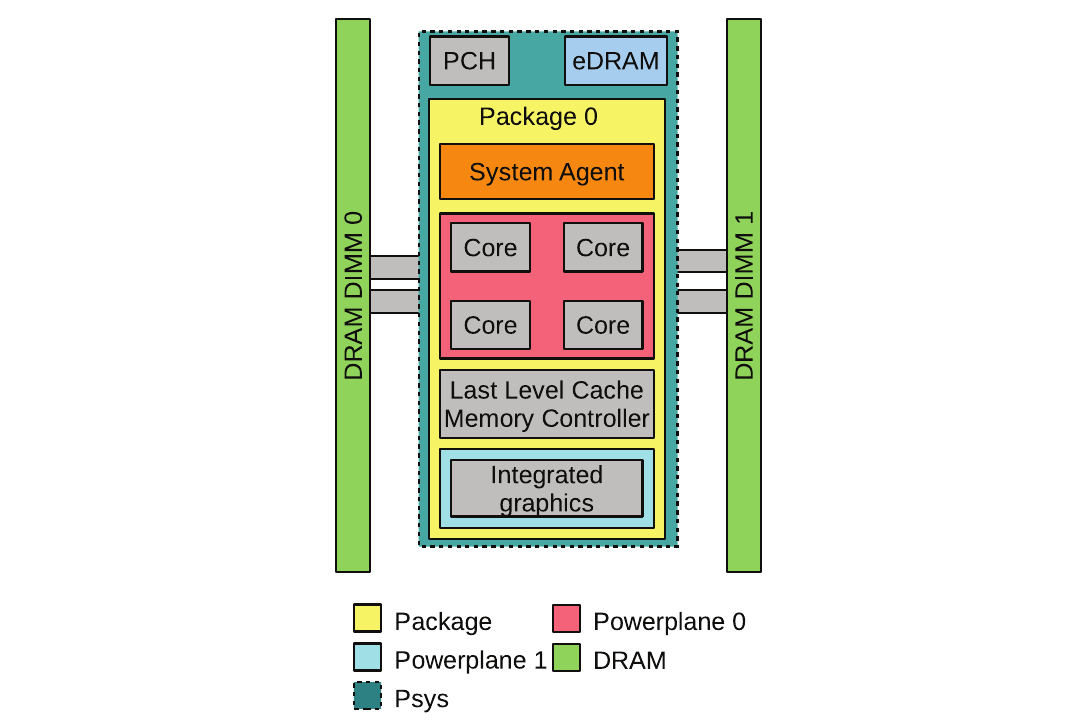 PCH
eDRAM
Package 0
System Agent
Core
Core
Core
Core
Last Level Cache
Memory Controller
Integrated
graphics
DRAM DIMM 0
DRAM DIMM 1
Package
Powerplane 0
Powerplane 1
DRAM
Psys